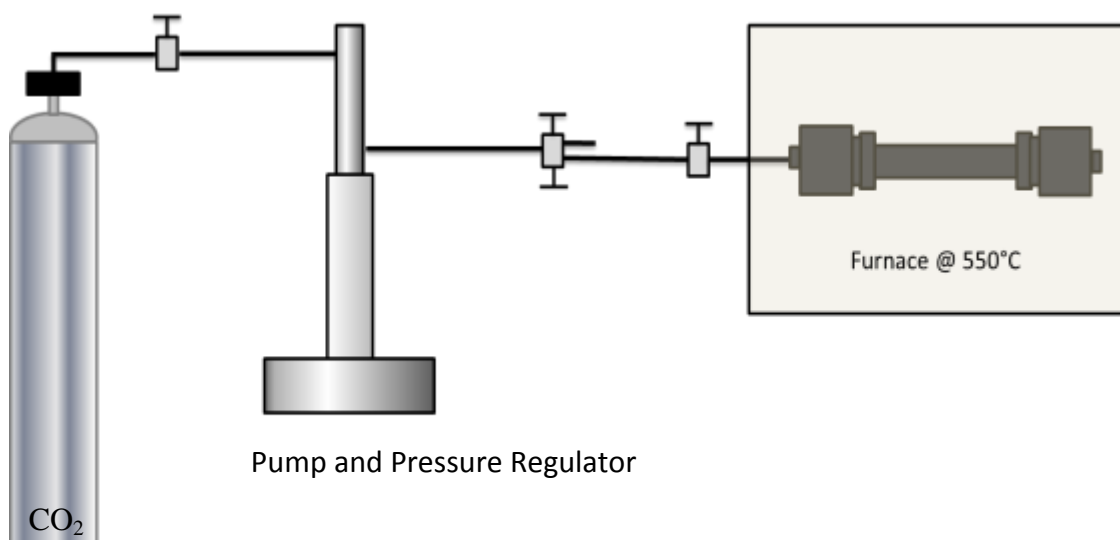 Furnace @ 550°C
Pump and Pressure Regulator
CO₂